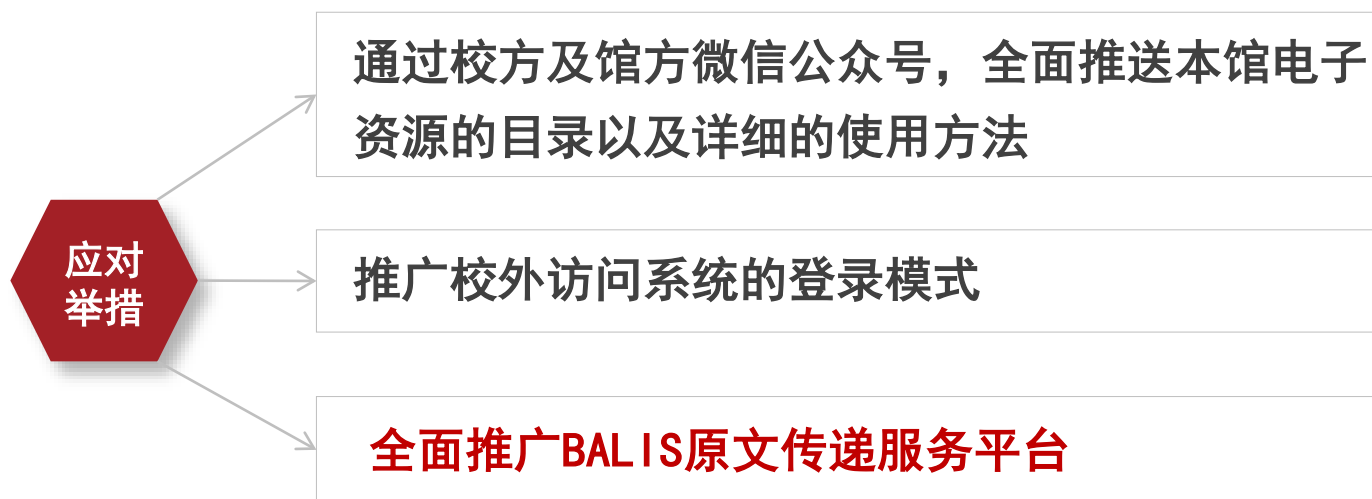 通过校方及馆方微信公众号，全面推送本馆电子
资源的目录以及详细的使用方法
应对
举措
推广校外访问系统的登录模式
全面推广BALIS原文传递服务平台